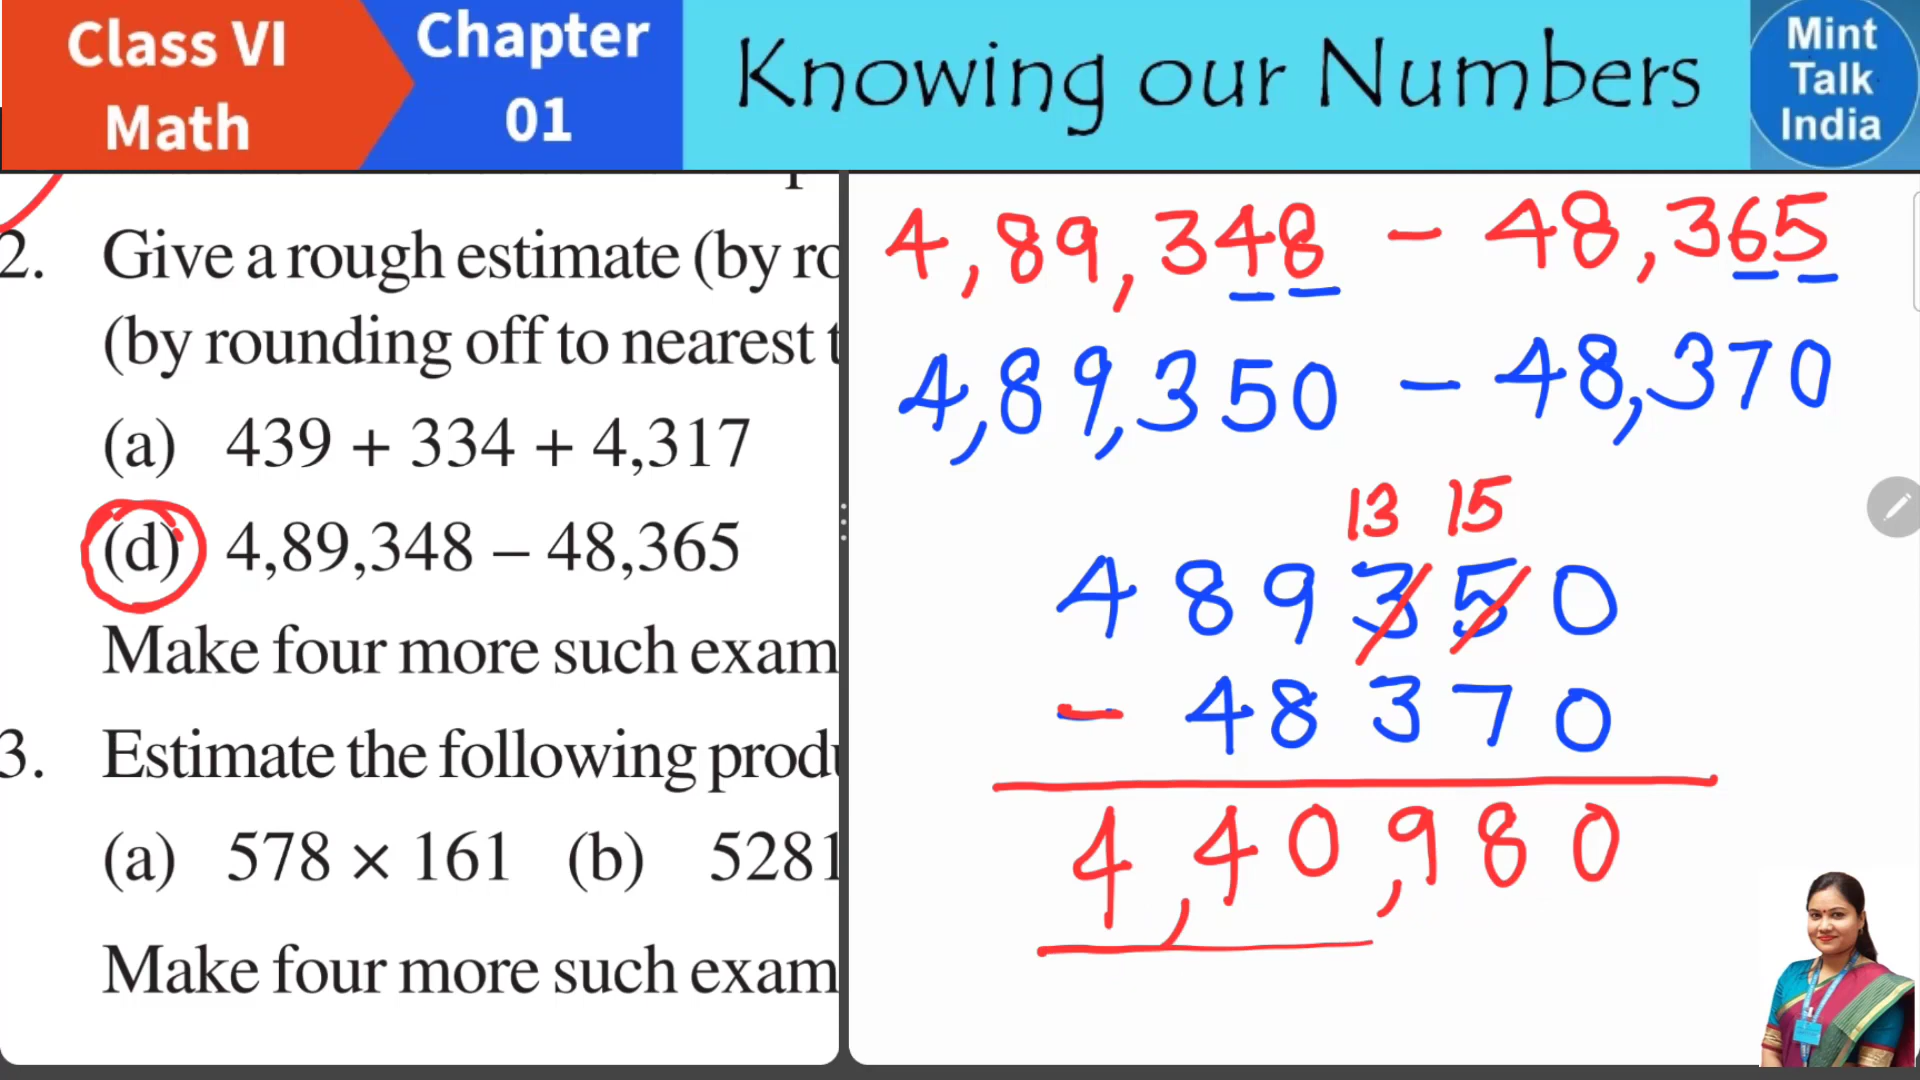 Class VI
Math
Chapter
01
Knowing our Numbers
Mint
Talk
India
2. Give a rough estimate (by ro
(by rounding off to nearest t
(a) 439 + 334 + 4,317
(d) 4,89,348 – 48,365
Make four more such exam
3. Estimate the following produ
(a) 578 × 161 (b) 5281
Make four more such exam
4,89,348 - 48,365
4,89,350 - 48,370
13 15
4 8 9 3 5 0
- 4 8 3 7 0
4,40,980